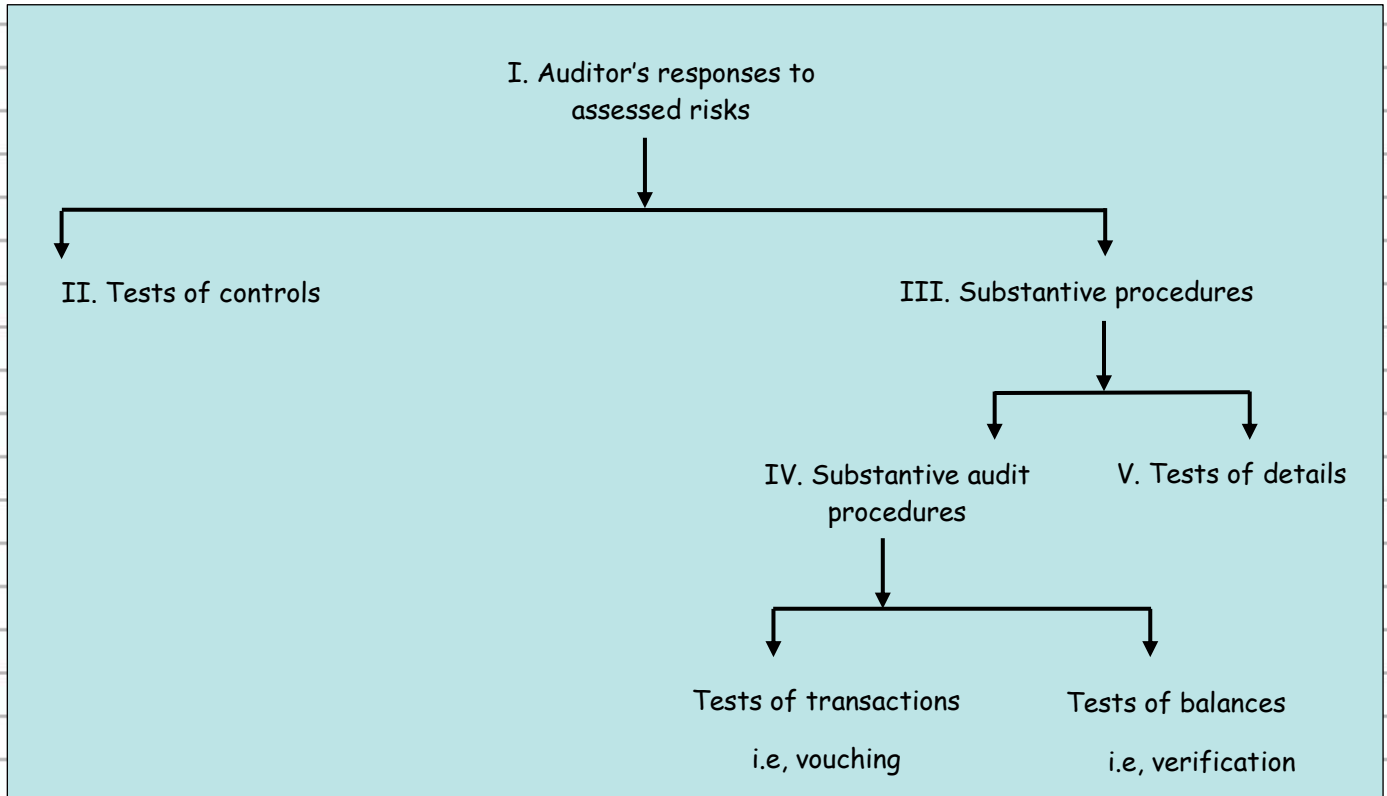 I. Auditor's responses to
assessed risks
II. Tests of controls
III. Substantive procedures
IV. Substantive audit
procedures
V. Tests of details
Tests of transactions
i.e, vouching
Tests of balances
i.e, verification